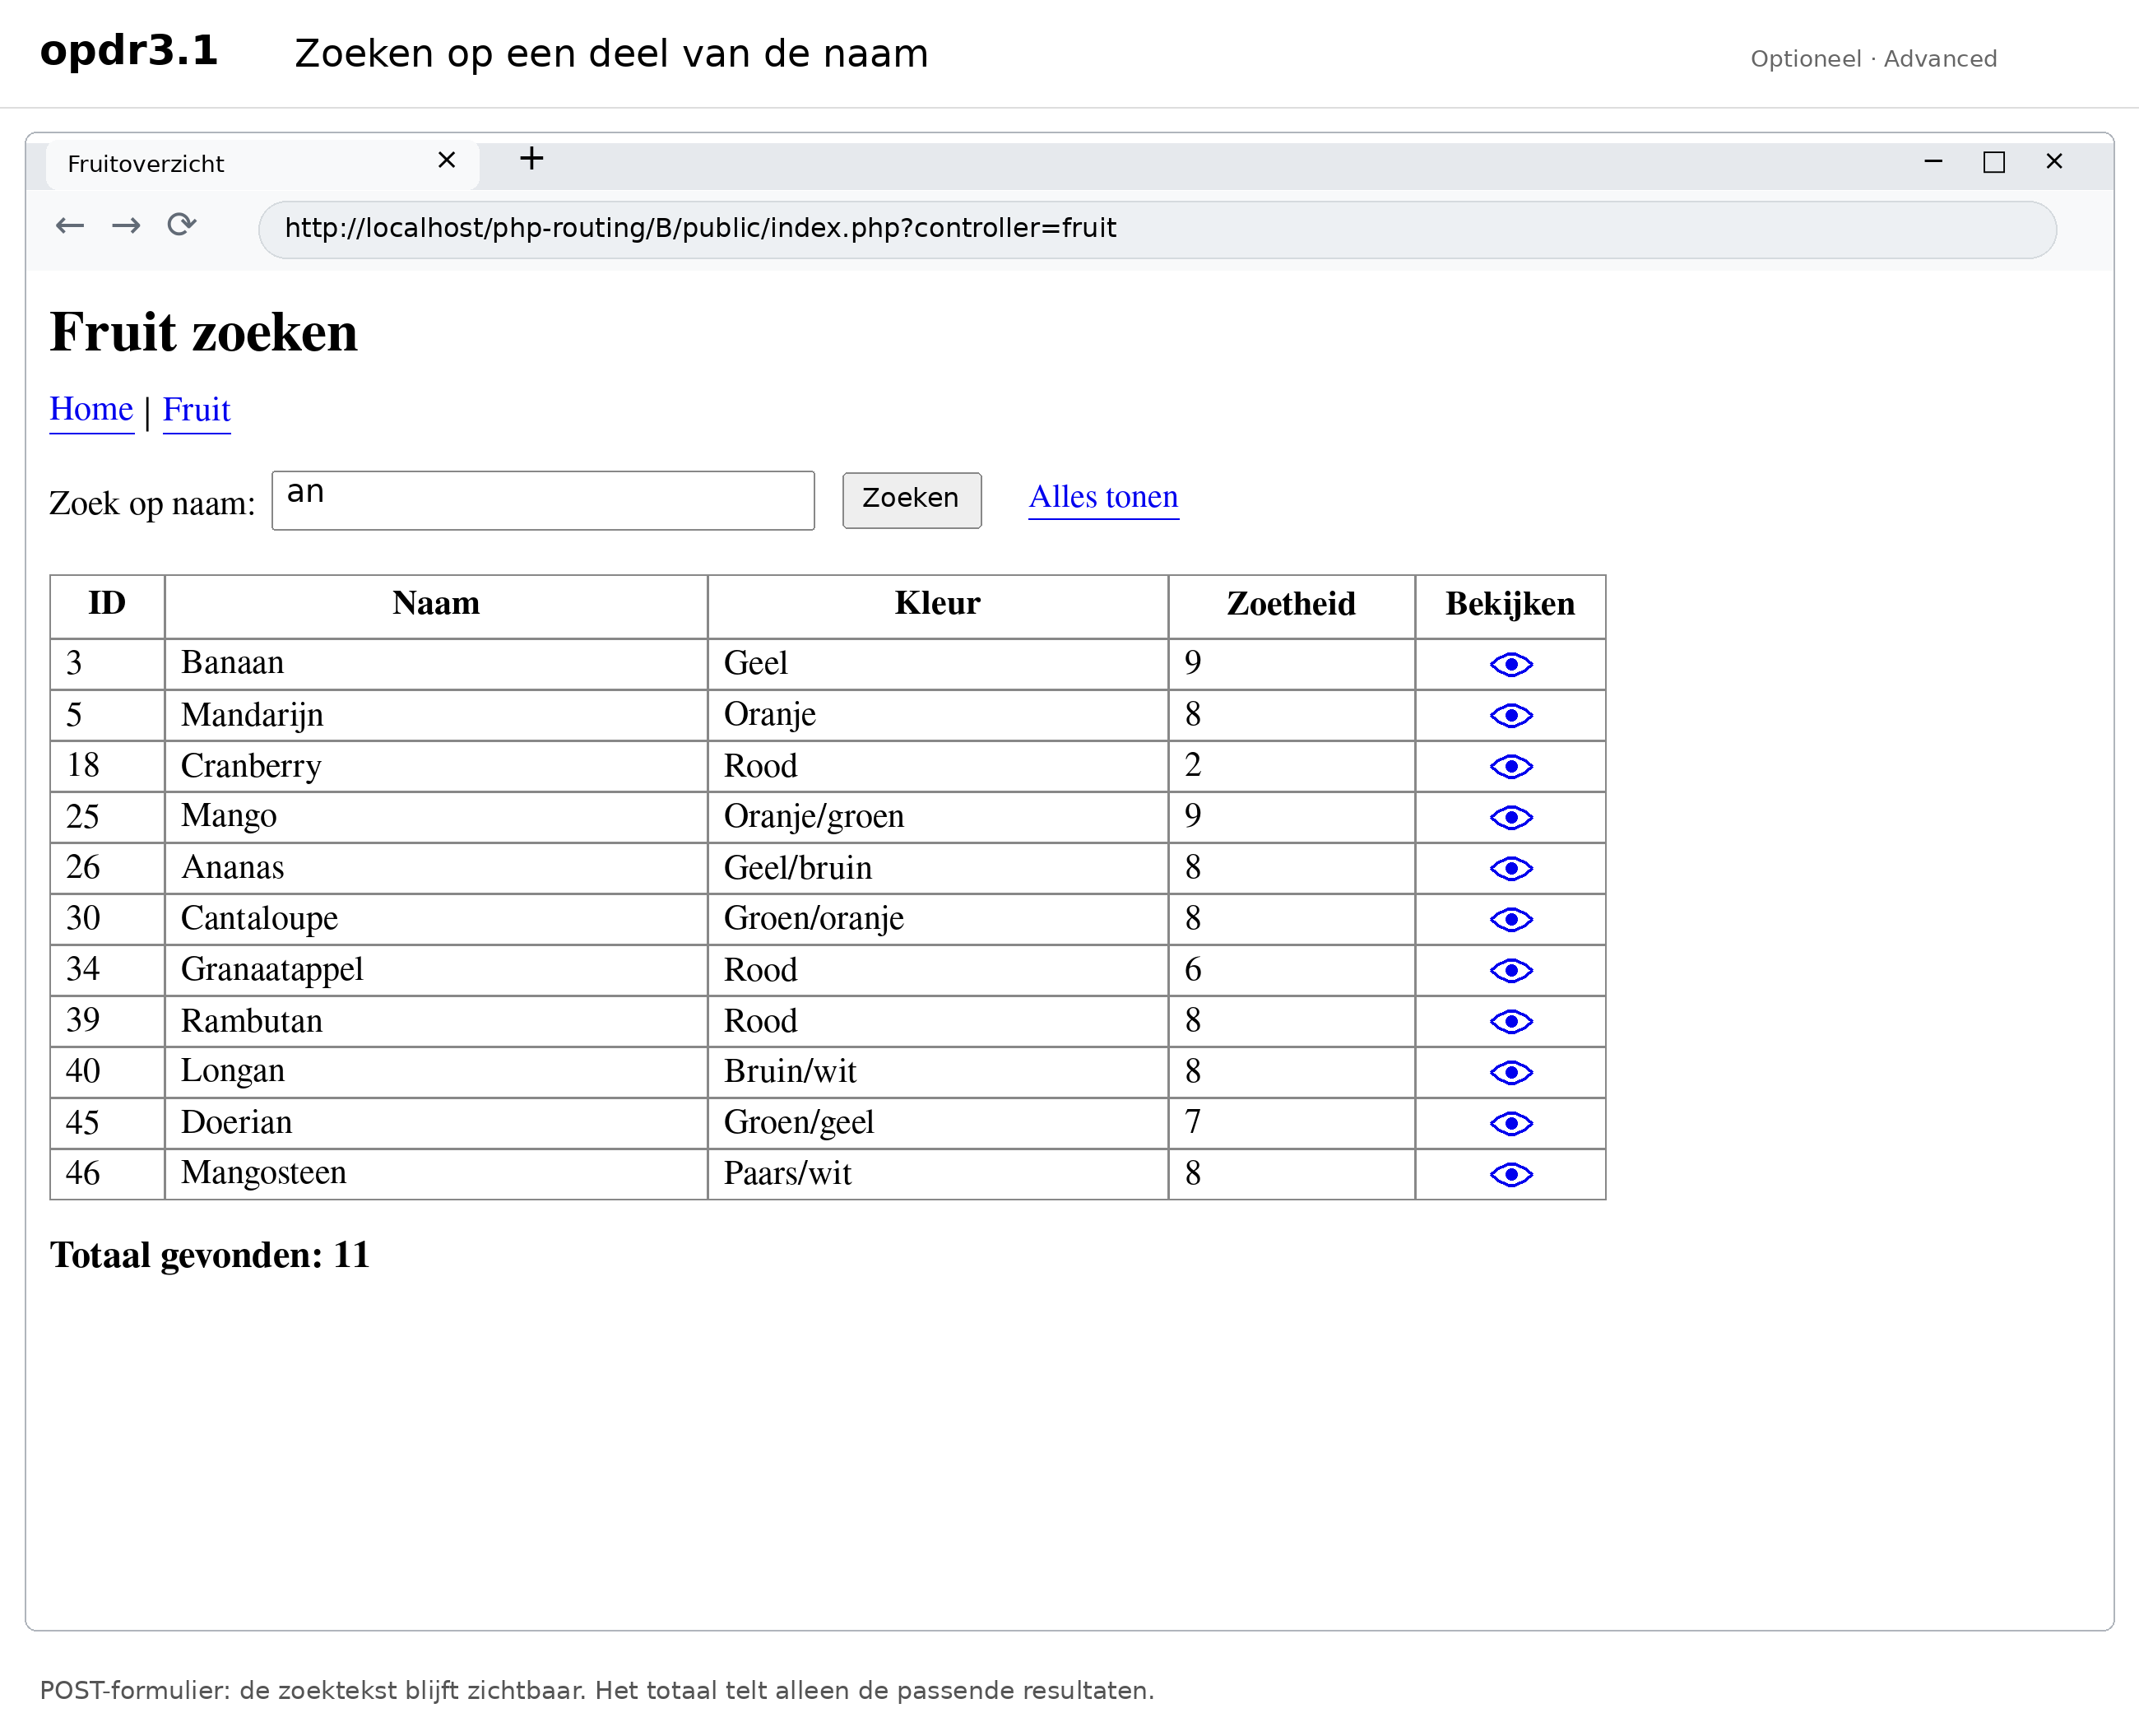 opdr3.1 Zoeken op een deel van de naam Optioneel · Advanced
Fruitoverzicht × + − □ ×
← → ⟳ http://localhost/php-routing/B/public/index.php?controller=fruit
Fruit zoeken
Home | Fruit
Zoek op naam: an Zoeken Alles tonen
ID Naam Kleur Zoetheid Bekijken
3 Banaan Geel 9
5 Mandarijn Oranje 8
18 Cranberry Rood 2
25 Mango Oranje/groen 9
26 Ananas Geel/bruin 8
30 Cantaloupe Groen/oranje 8
34 Granaatappel Rood 6
39 Rambutan Rood 8
40 Longan Bruin/wit 8
45 Doerian Groen/geel 7
46 Mangosteen Paars/wit 8
Totaal gevonden: 11
POST-formulier: de zoektekst blijft zichtbaar. Het totaal telt alleen de passende resultaten.